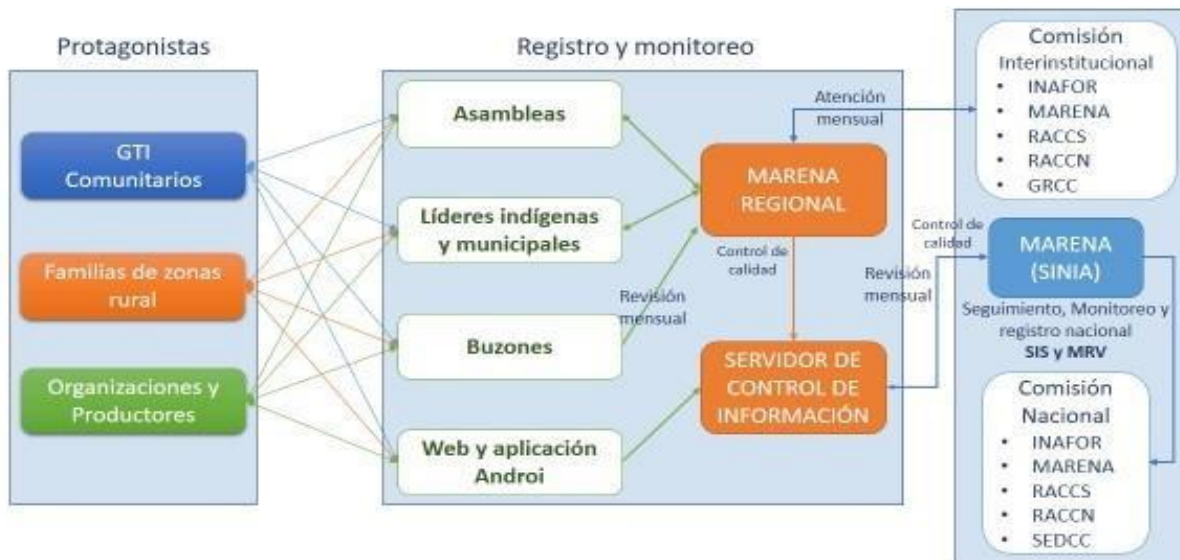 Protagonistas
GTI
Comunitarios
Familias de zonas
rural
Organizaciones y
Productores
Registro y monitoreo
Asambleas
Líderes indígenas
y municipales
Buzones
Web y aplicación
Androi
Revisión
mensual
Atención
mensual
MARENA
REGIONAL
Control de
calidad
SERVIDOR DE
CONTROL DE
INFORMACIÓN
Revisión
mensual
Control de
calidad
Comisión
Interinstitucional
• INAFOR
• MARENA
• RACCS
• RACCN
• GRCC
MARENA
(SINIA)
Seguimiento, Monitoreo y
registro nacional
SIS y MRV
Comisión
Nacional
• INAFOR
• MARENA
• RACCS
• RACCN
• SEDCC